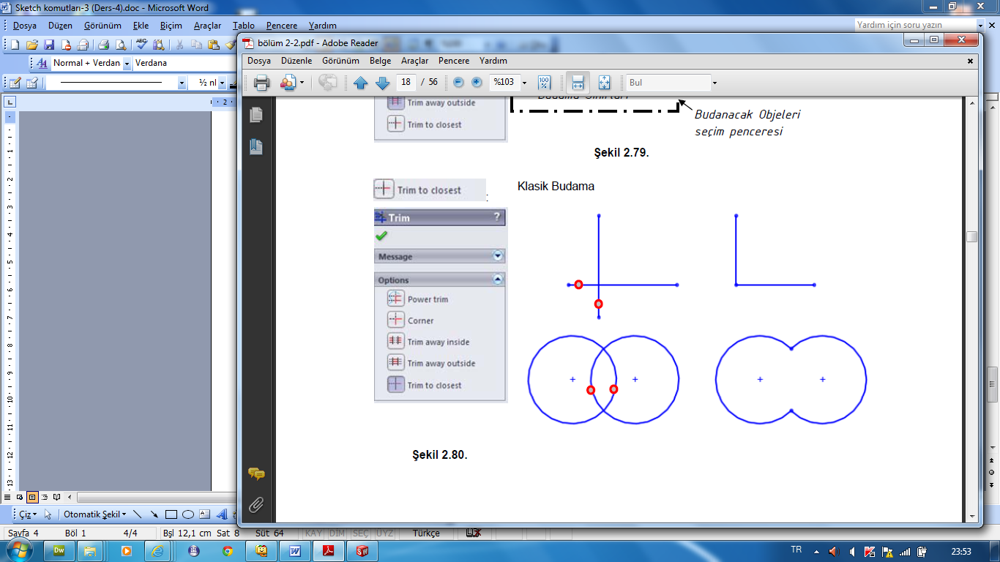 Sketch komutları-3 (Ders-4).doc - Microsoft Word
Dosya Düzen Görünüm Ekle Biçim Araçlar Tablo Pencere Yardım
Yardım için soru yazın
Normal + Verdan Verdana
½ nl
bölüm 2-2.pdf - Adobe Reader
Dosya Düzenle Görünüm Belge Araçlar Pencere Yardım
18 / 56 %103 Bul
Trim away outside
Trim to closest
Budama Sınırları
Budanacak Objeleri
seçim penceresi
Şekil 2.79.
Trim to closest :
Klasik Budama
Trim ?
Message
Options
Power trim
Corner
Trim away inside
Trim away outside
Trim to closest
Şekil 2.80.
Çiz Otomatik Şekil
Sayfa 4 Böl 1 4/4 Bşl 12,1 cm Sat 8 Süt 64 KAY DİM SEÇ ÜYZ Türkçe
TR 23:53